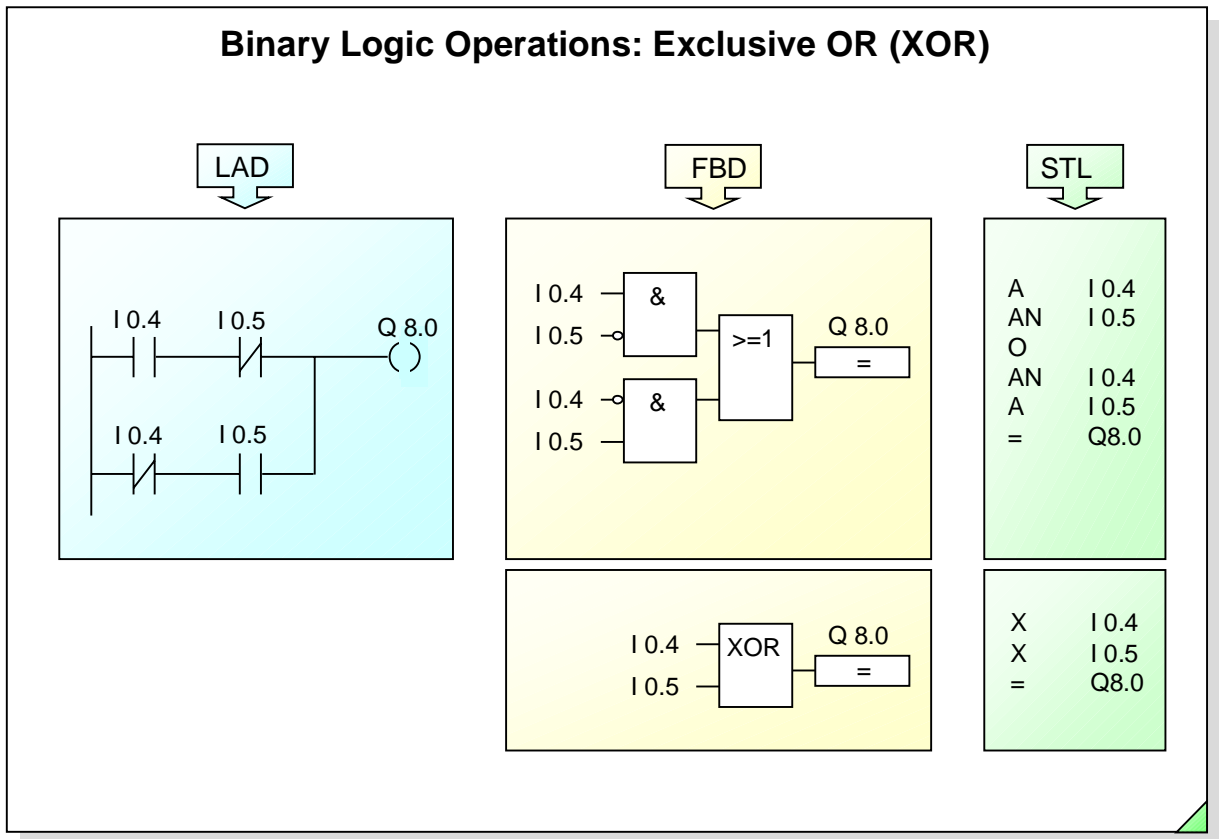 Binary Logic Operations: Exclusive OR (XOR)
LAD
FBD
STL
I 0.4 I 0.5 Q 8.0
I 0.4 I 0.5
I 0.4 &
I 0.5
>=1 Q 8.0
=
I 0.4 &
I 0.5
A I 0.4
AN I 0.5
O
AN I 0.4
A I 0.5
= Q8.0
I 0.4 XOR Q 8.0
I 0.5 =
X I 0.4
X I 0.5
= Q8.0